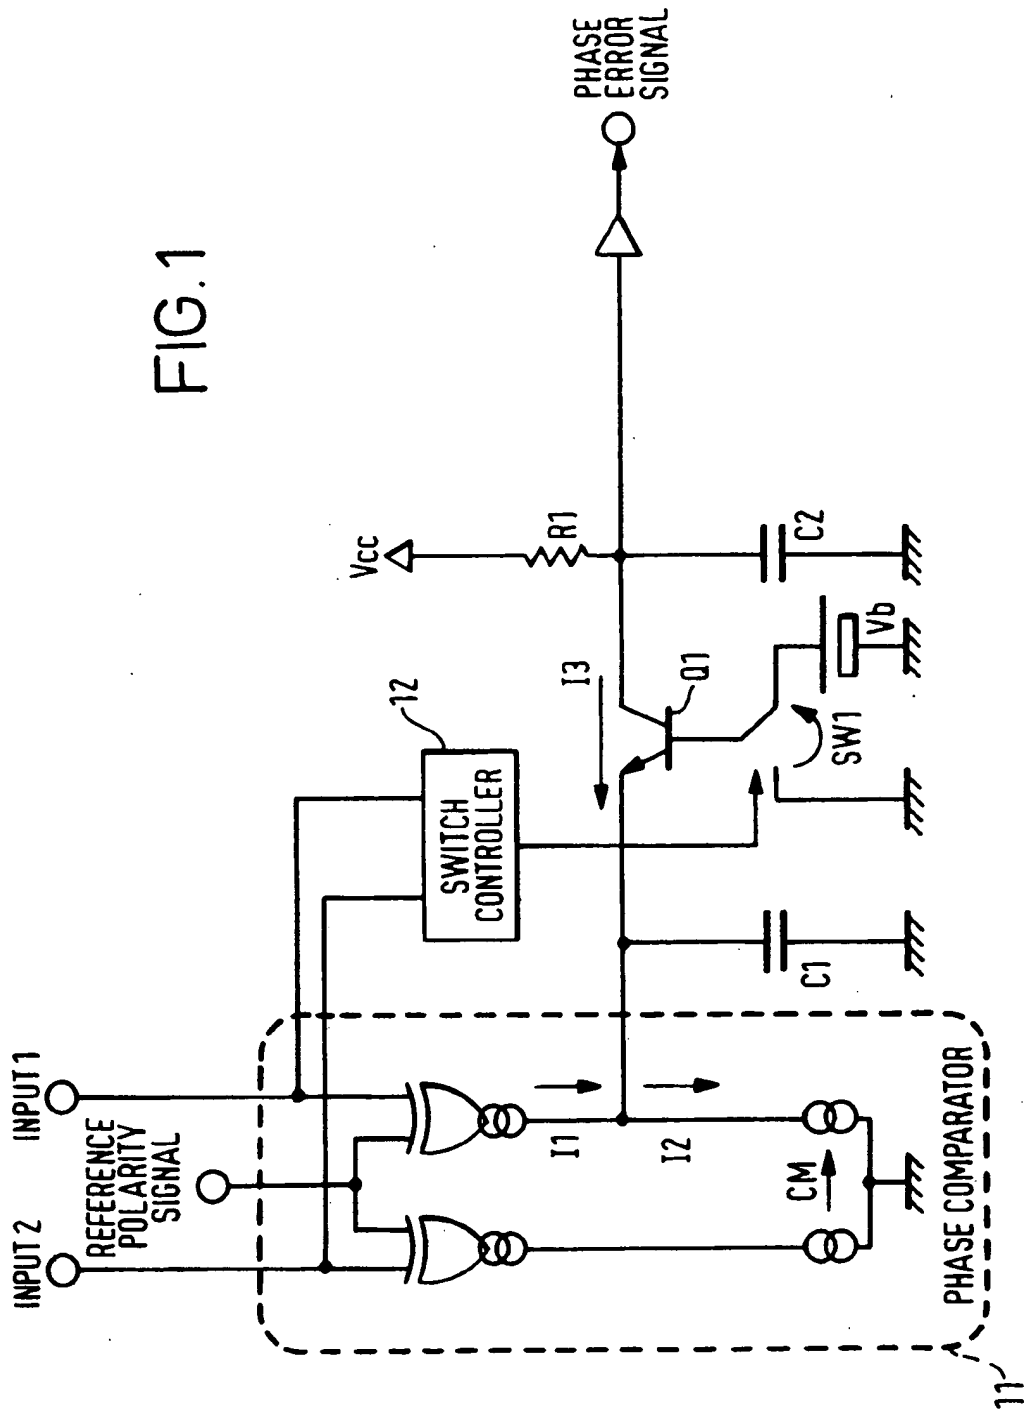 FIG. 1
INPUT 2
REFERENCE
POLARITY
SIGNAL
INPUT 1
SWITCH
CONTROLLER
12
Vcc
R1
PHASE
ERROR
SIGNAL
I1
I2
I3
Q1
CM
C1
SW1
Vb
C2
PHASE COMPARATOR
11